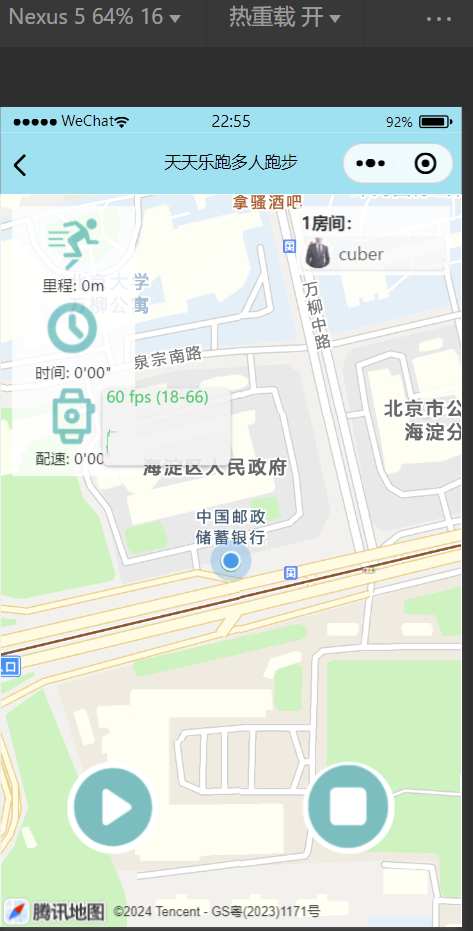 Nexus 5 64% 16
热重载 开
WeChat
22:55
92%
天天乐跑多人跑步
拿骚酒吧
1房间:
cuber
里程: 0m
北京大学
万柳公寓
万柳中路
时间: 0'00"
泉宗南路
60 fps (18-66)
北京市公
海淀分
配速: 0'00
海淀区人民政府
中国邮政
储蓄银行
腾讯地图
©2024 Tencent - GS粤(2023)1171号